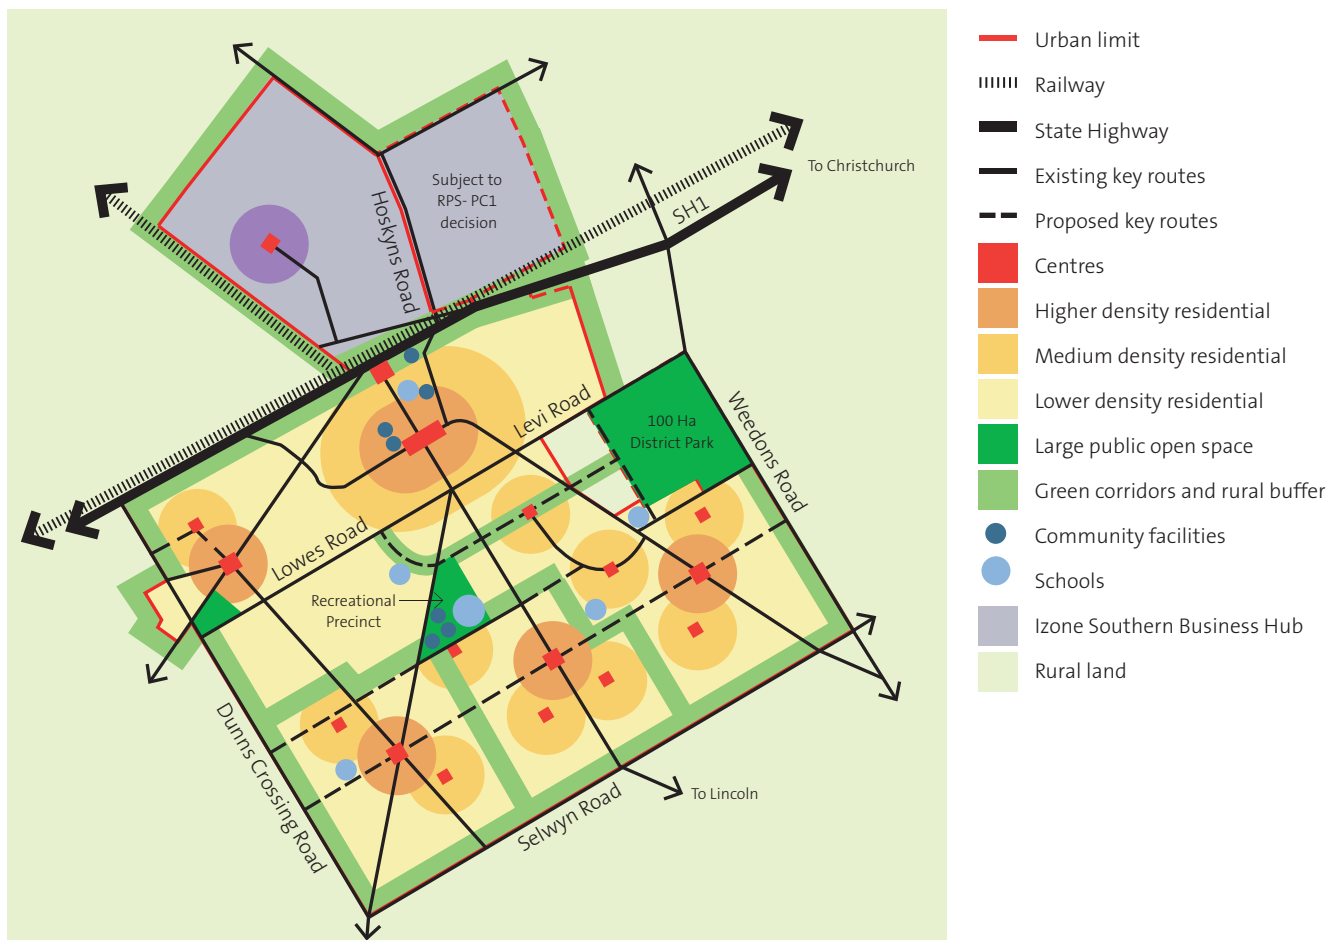 Subject to
RPS- PC1
decision
Hoskyns Road
To Christchurch
SH1
Levi Road
100 Ha
District Park
Weedons Road
Lowes Road
Recreational
Precinct
Dunns Crossing Road
Selwyn Road
To Lincoln
Urban limit
Railway
State Highway
Existing key routes
Proposed key routes
Centres
Higher density residential
Medium density residential
Lower density residential
Large public open space
Green corridors and rural buffer
Community facilities
Schools
Izone Southern Business Hub
Rural land